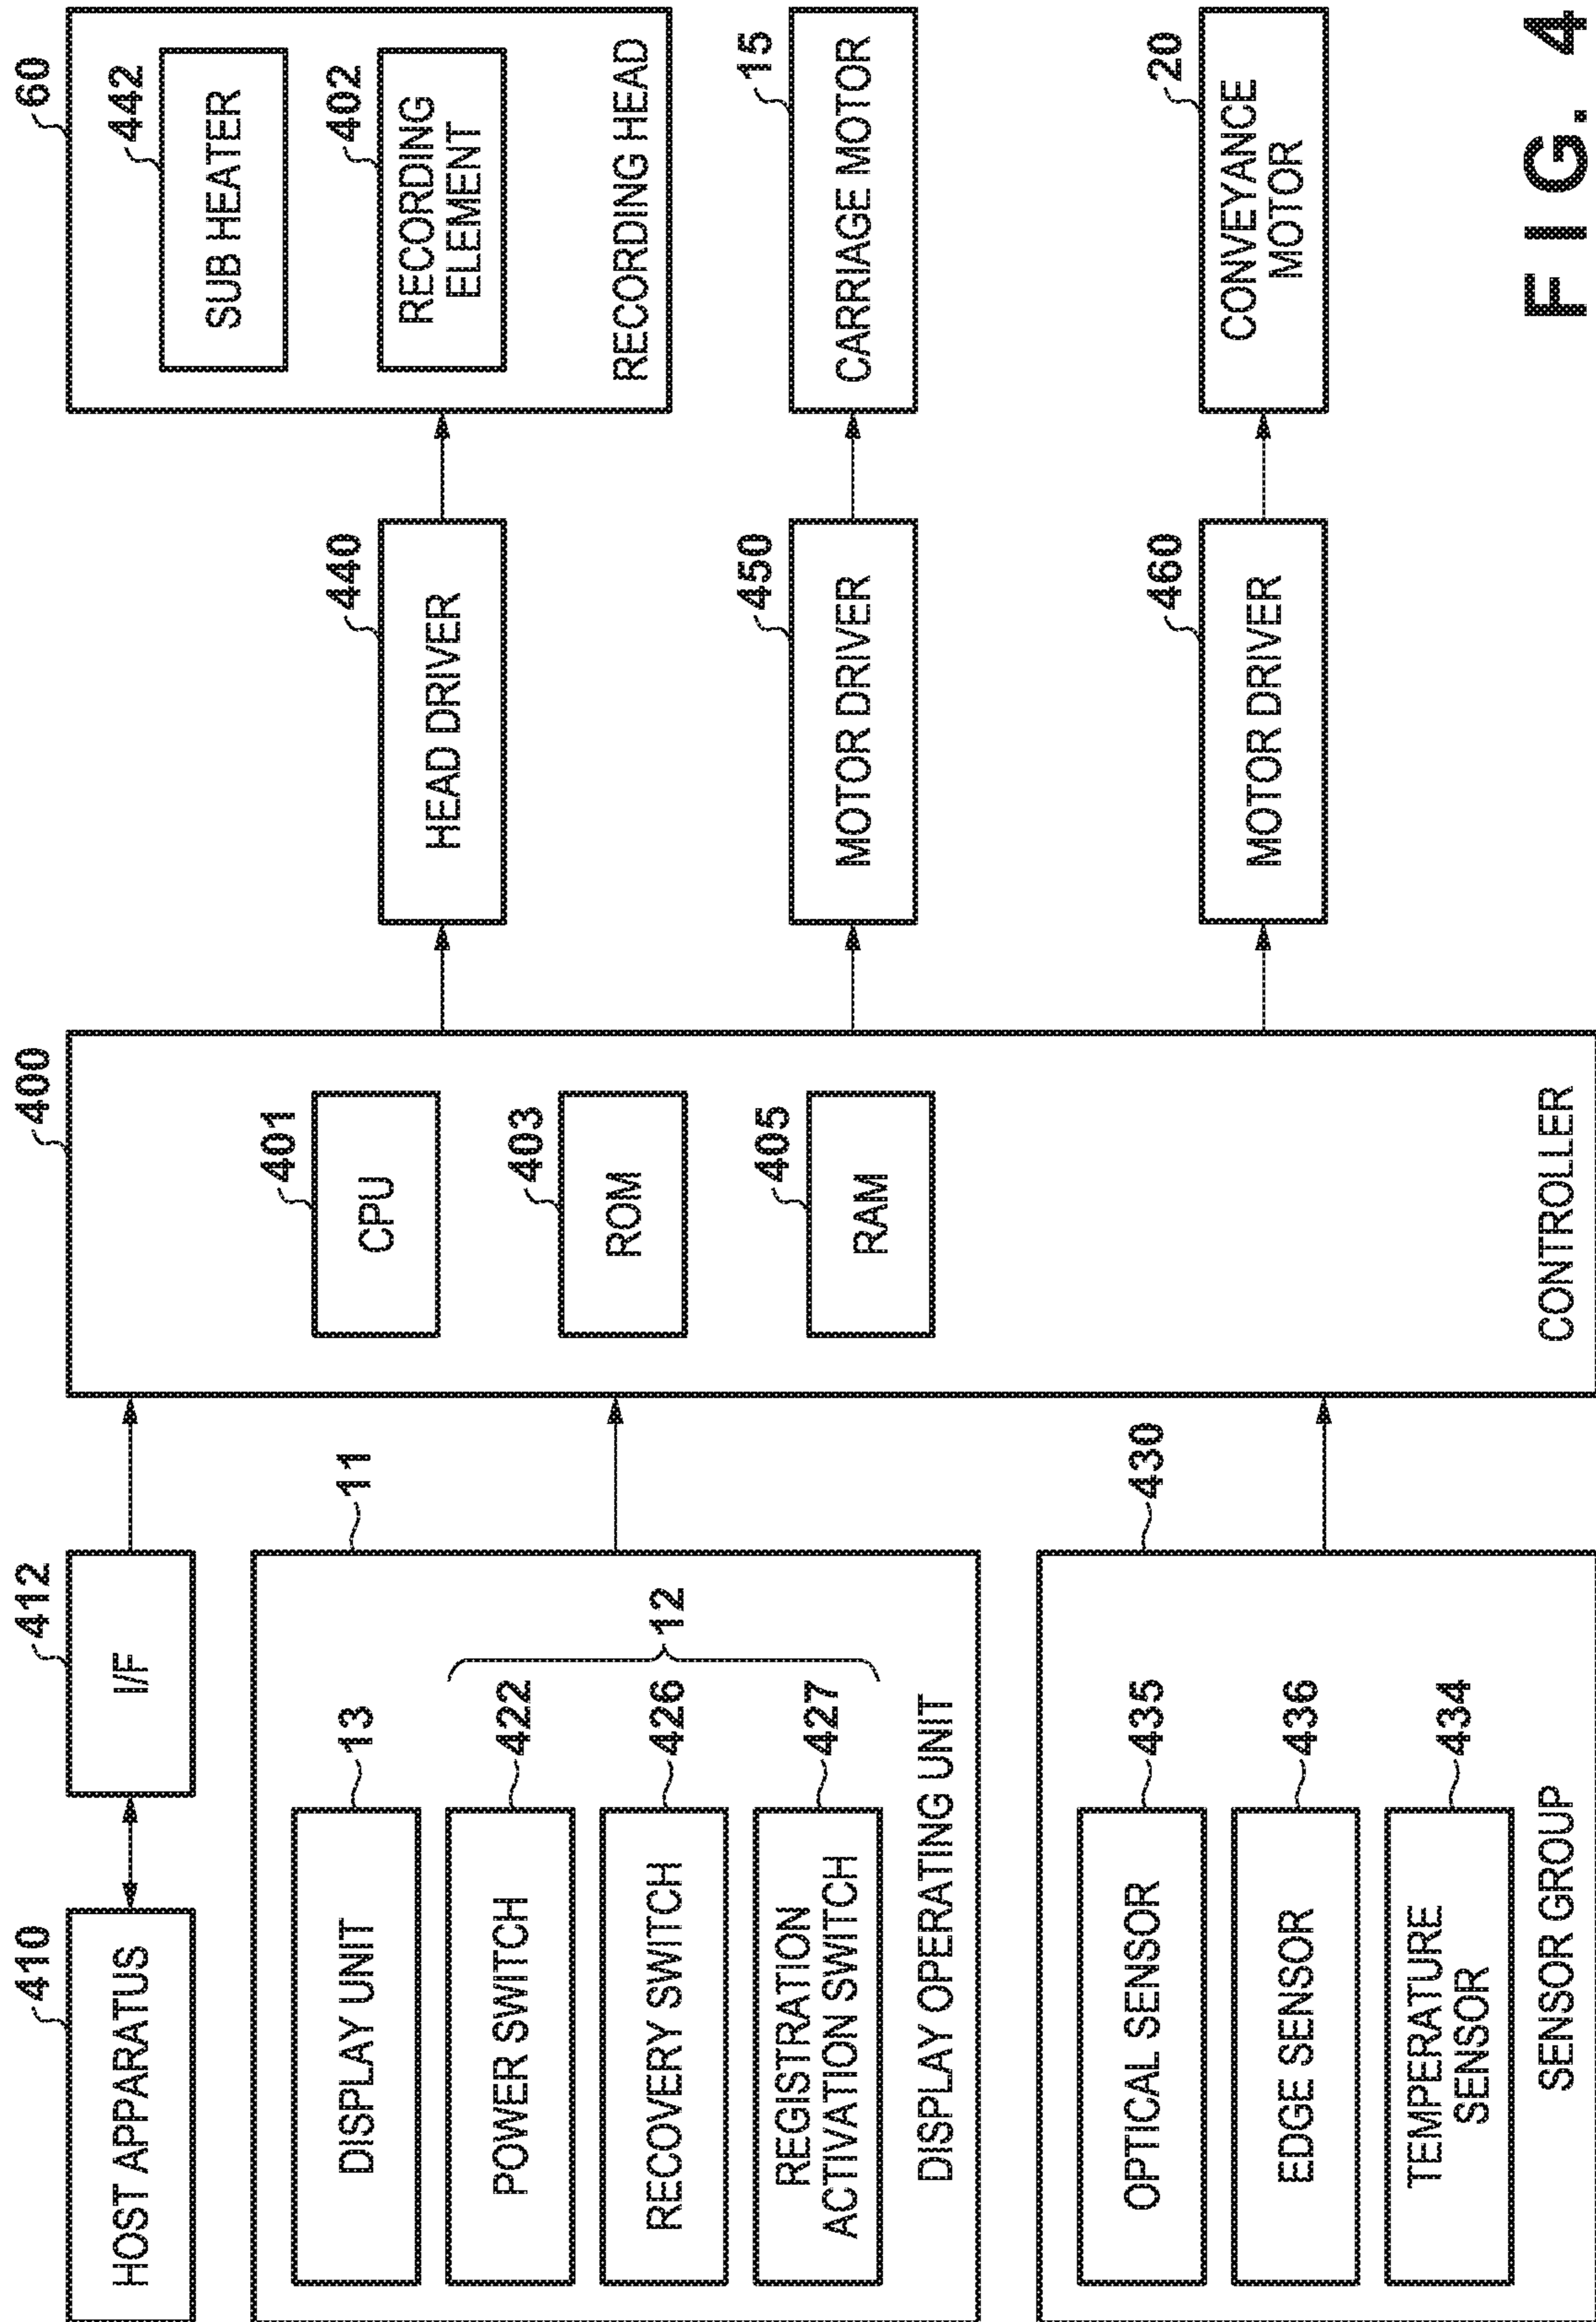 410
HOST APPARATUS
412
I/F
11
13
DISPLAY UNIT
422
POWER SWITCH
12
426
RECOVERY SWITCH
427
REGISTRATION
ACTIVATION SWITCH
DISPLAY OPERATING UNIT
430
435
OPTICAL SENSOR
436
EDGE SENSOR
434
TEMPERATURE
SENSOR
SENSOR GROUP
400
401
CPU
403
ROM
405
RAM
CONTROLLER
440
HEAD DRIVER
450
MOTOR DRIVER
460
MOTOR DRIVER
60
442
SUB HEATER
402
RECORDING
ELEMENT
RECORDING HEAD
15
CARRIAGE MOTOR
20
CONVEYANCE
MOTOR
FIG. 4